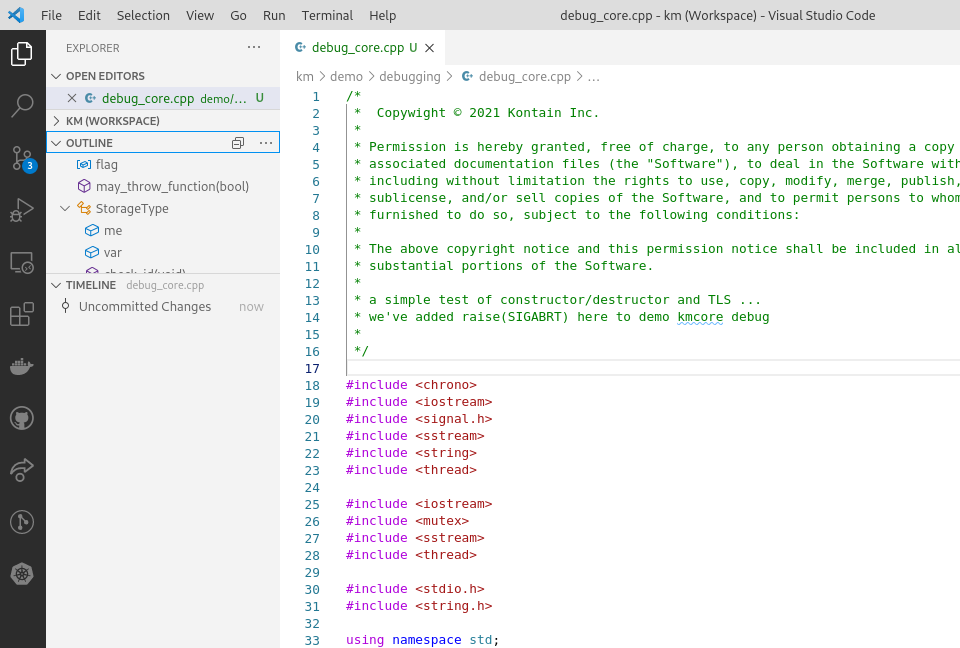 File Edit Selection View Go Run Terminal Help debug_core.cpp - km (Workspace) - Visual Studio Code
EXPLORER ...
OPEN EDITORS
debug_core.cpp demo/... U
KM (WORKSPACE)
OUTLINE ...
flag
may_throw_function(bool)
StorageType
me
var
check_id(void)
TIMELINE debug_core.cpp
Uncommitted Changes now
3
debug_core.cpp U
km > demo > debugging > debug_core.cpp > ...
1 /*
2 * Copywight © 2021 Kontain Inc.
3 *
4 * Permission is hereby granted, free of charge, to any person obtaining a copy
5 * associated documentation files (the "Software"), to deal in the Software with
6 * including without limitation the rights to use, copy, modify, merge, publish,
7 * sublicense, and/or sell copies of the Software, and to permit persons to whom
8 * furnished to do so, subject to the following conditions:
9 *
10 * The above copyright notice and this permission notice shall be included in al
11 * substantial portions of the Software.
12 *
13 * a simple test of constructor/destructor and TLS ...
14 * we've added raise(SIGABRT) here to demo kmcore debug
15 *
16 */
17
18 #include <chrono>
19 #include <iostream>
20 #include <signal.h>
21 #include <sstream>
22 #include <string>
23 #include <thread>
24
25 #include <iostream>
26 #include <mutex>
27 #include <sstream>
28 #include <thread>
29
30 #include <stdio.h>
31 #include <string.h>
32
33 using namespace std;